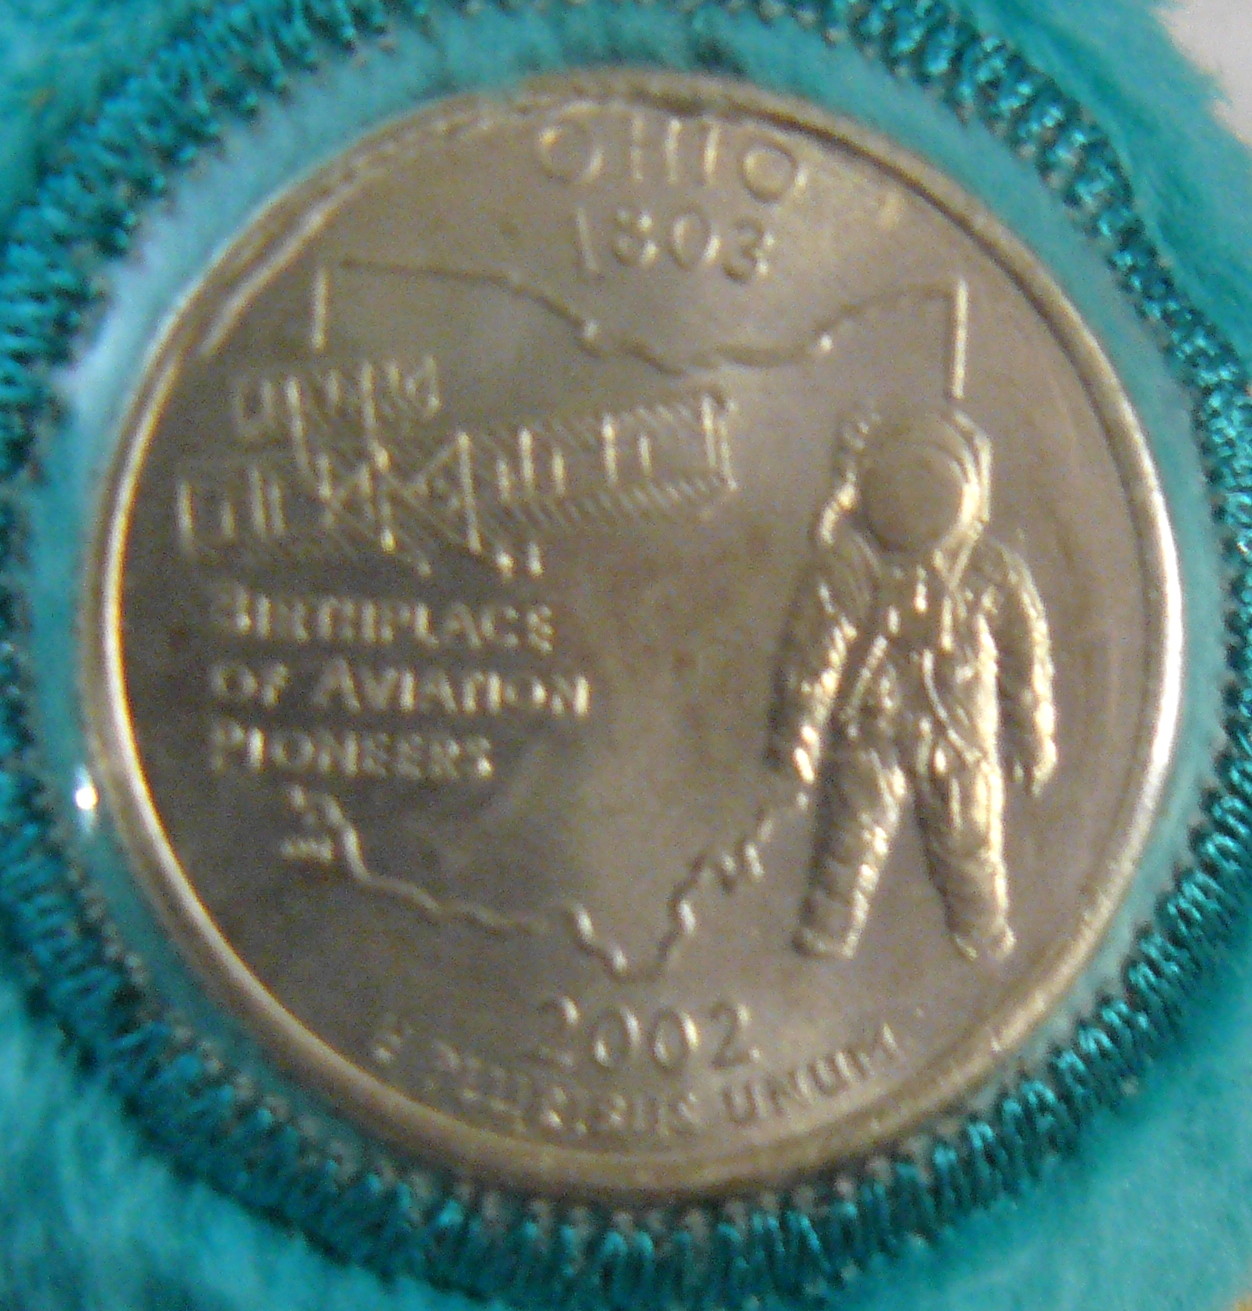 OHIO
1803
BIRTHPLACE
OF AVIATION
PIONEERS
2002
E PLURIBUS UNUM